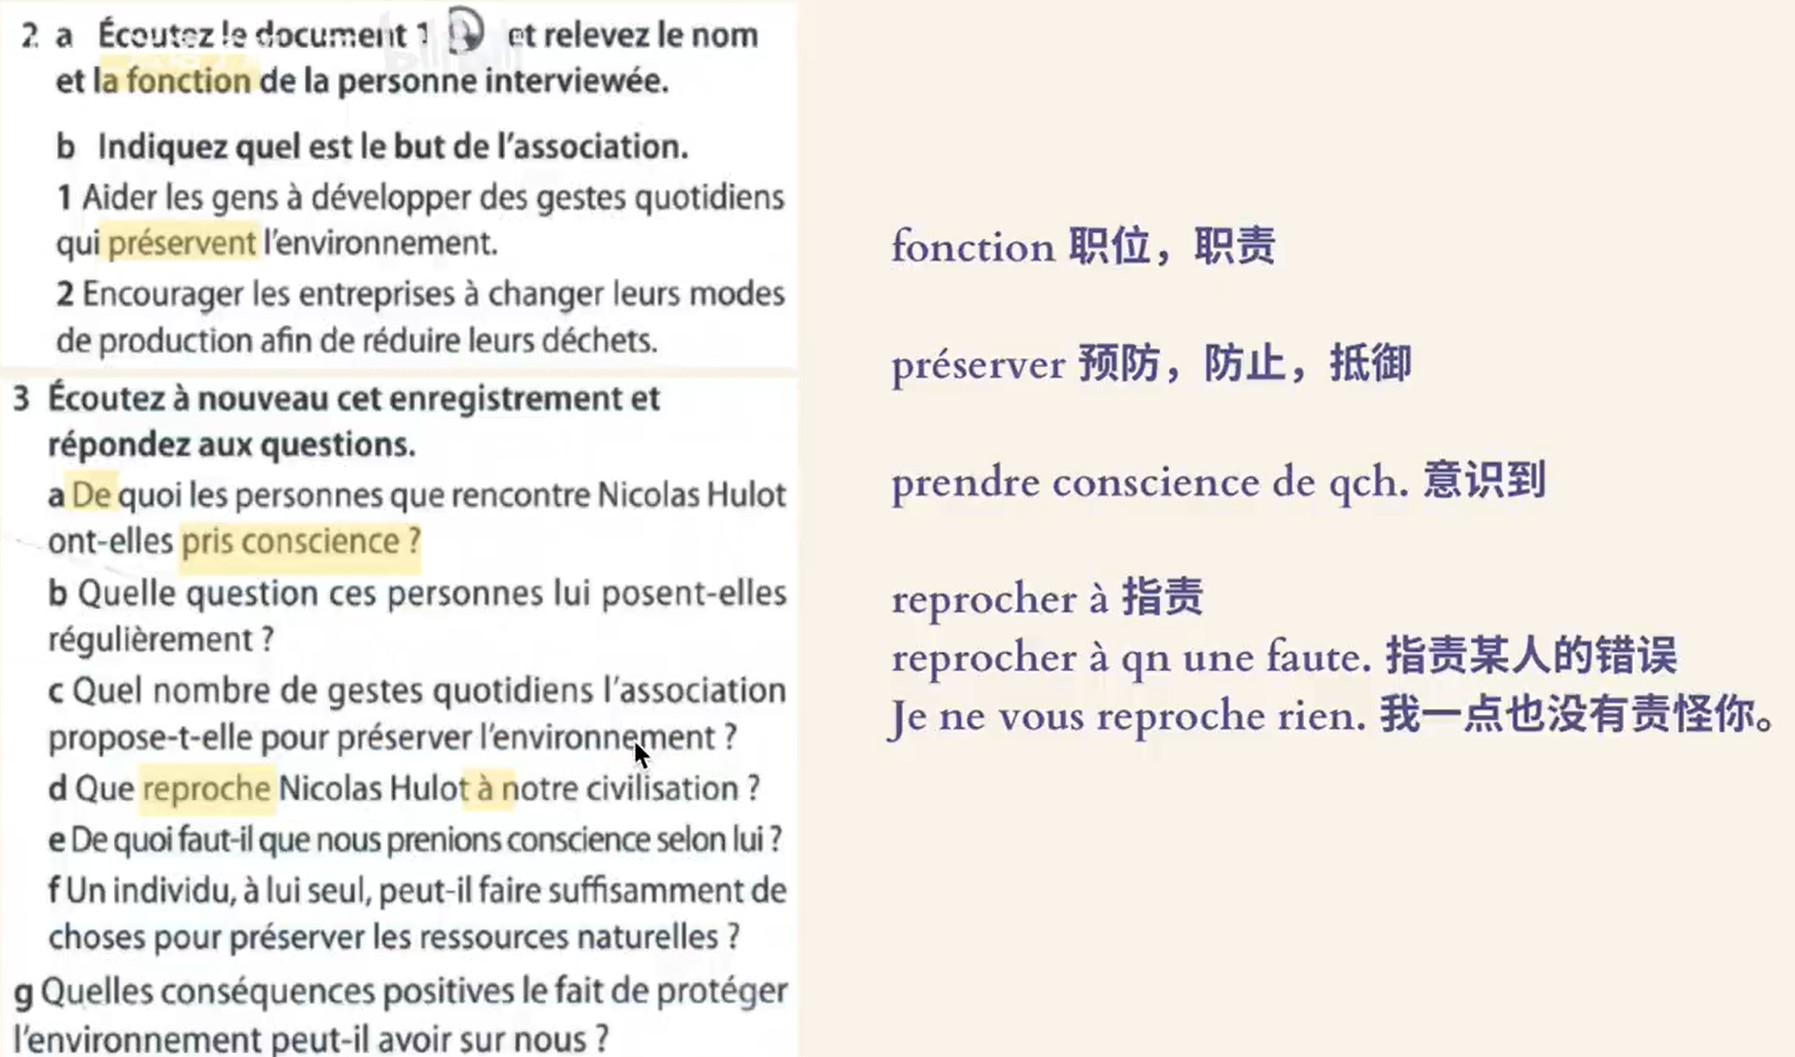 2 a Écoutez le document 1 et relevez le nom
et la fonction de la personne interviewée.
b Indiquez quel est le but de l'association.
1 Aider les gens à développer des gestes quotidiens
qui préservent l'environnement.
2 Encourager les entreprises à changer leurs modes
de production afin de réduire leurs déchets.
3 Écoutez à nouveau cet enregistrement et
répondez aux questions.
a De quoi les personnes que rencontre Nicolas Hulot
ont-elles pris conscience ?
b Quelle question ces personnes lui posent-elles
régulièrement ?
c Quel nombre de gestes quotidiens l'association
propose-t-elle pour préserver l'environnement ?
d Que reproche Nicolas Hulot à notre civilisation ?
e De quoi faut-il que nous prenions conscience selon lui ?
f Un individu, à lui seul, peut-il faire suffisamment de
choses pour préserver les ressources naturelles ?
g Quelles conséquences positives le fait de protéger
l'environnement peut-il avoir sur nous ?
fonction 职位，职责
préserver 预防，防止，抵御
prendre conscience de qch. 意识到
reprocher à 指责
reprocher à qn une faute. 指责某人的错误
Je ne vous reproche rien. 我一点也没有责怪你。